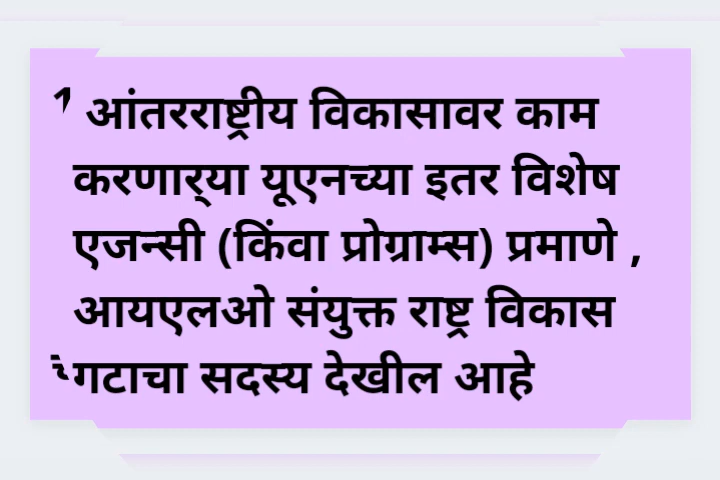 आंतरराष्ट्रीय विकासावर काम
करणार्‍या यूएनच्या इतर विशेष
एजन्सी (किंवा प्रोग्राम्स) प्रमाणे ,
आयएलओ संयुक्त राष्ट्र विकास
गटाचा सदस्य देखील आहे